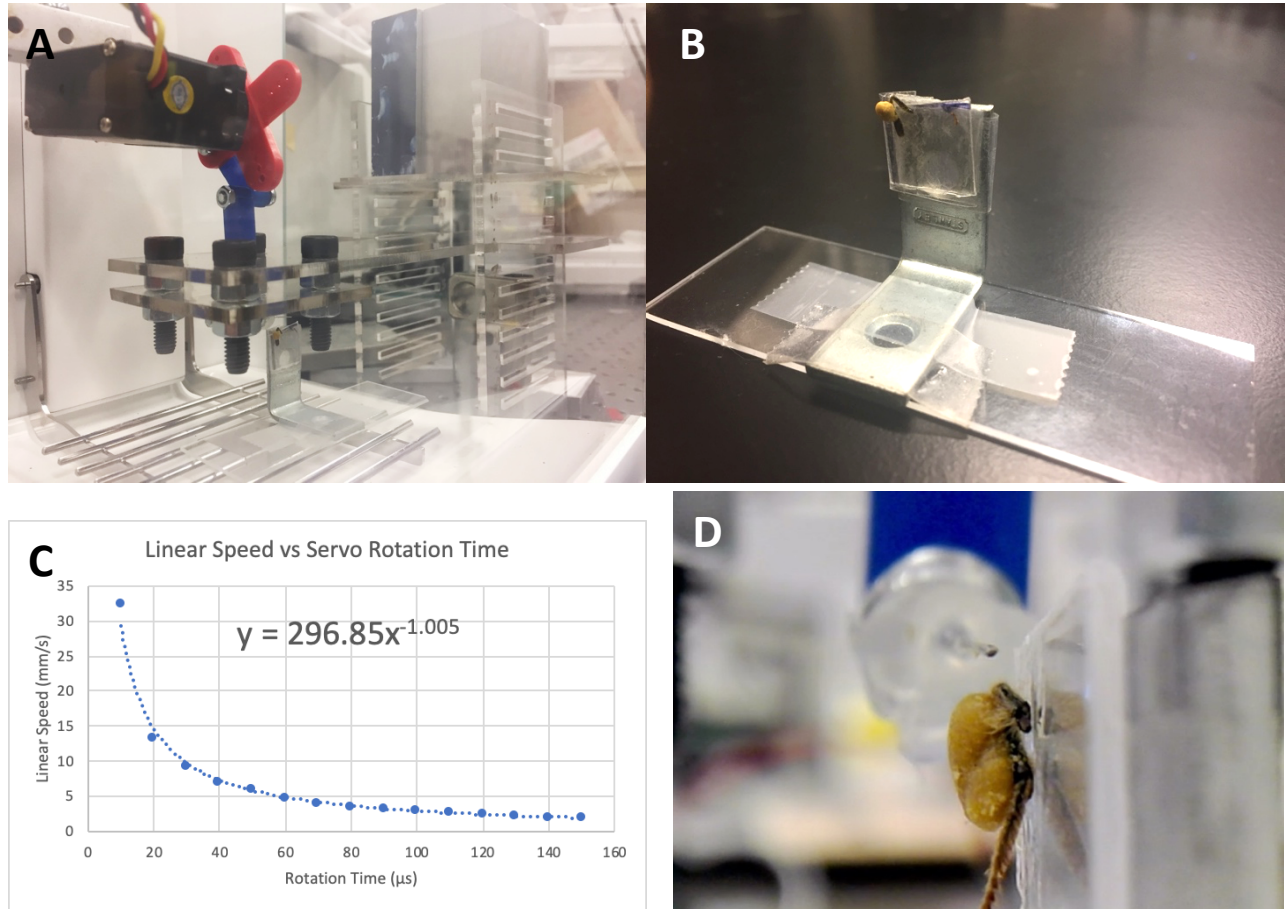 A
B
C
Linear Speed vs Servo Rotation Time
y = 296.85x^-1.005
Linear Speed (mm/s)
35
30
25
20
15
10
5
0
0 20 40 60 80 100 120 140 160
Rotation Time (µs)
D